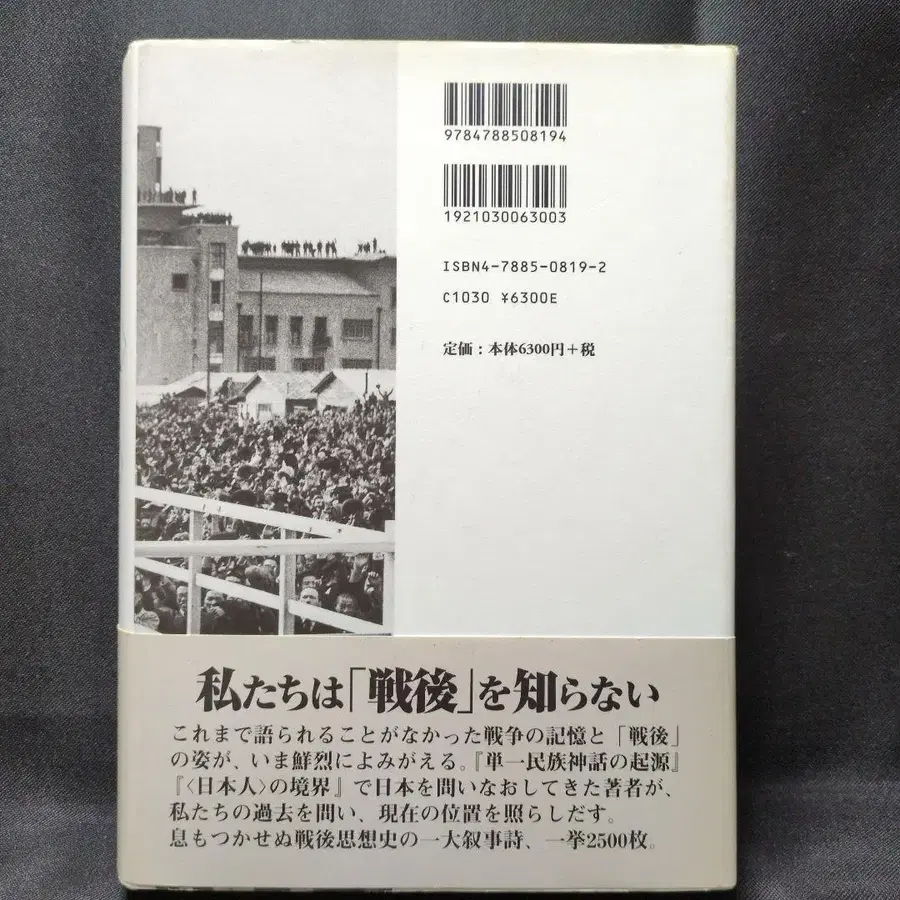 9784788508194
1921030063003
ISBN4-7885-0819-2
C1030 ¥6300E
定価：本体6300円＋税
私たちは「戦後」を知らない
これまで語られることがなかった戦争の記憶と「戦後」
の姿が、いま鮮烈によみがえる。『単一民族神話の起源』
『〈日本人〉の境界』で日本を問いなおしてきた著者が、
私たちの過去を問い、現在の位置を照らしだす。
息もつかせぬ戦後思想史の一大叙事詩、一挙2500枚。